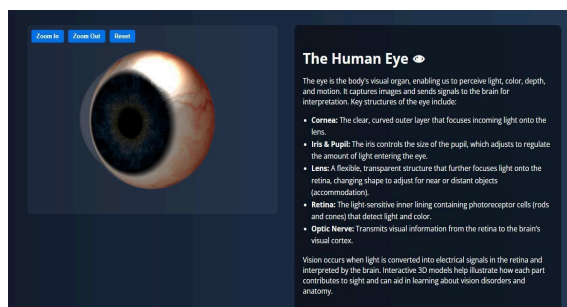 Zoom In Zoom Out Reset
The Human Eye 👁
The eye is the body's visual organ, enabling us to perceive light, color, depth,
and motion. It captures images and sends signals to the brain for
interpretation. Key structures of the eye include:
• Cornea: The clear, curved outer layer that focuses incoming light onto the
lens.
• Iris & Pupil: The iris controls the size of the pupil, which adjusts to regulate
the amount of light entering the eye.
• Lens: A flexible, transparent structure that further focuses light onto the
retina, changing shape to adjust for near or distant objects
(accommodation).
• Retina: The light-sensitive inner lining containing photoreceptor cells (rods
and cones) that detect light and color.
• Optic Nerve: Transmits visual information from the retina to the brain's
visual cortex.
Vision occurs when light is converted into electrical signals in the retina and
interpreted by the brain. Interactive 3D models help illustrate how each part
contributes to sight and can aid in learning about vision disorders and
anatomy.